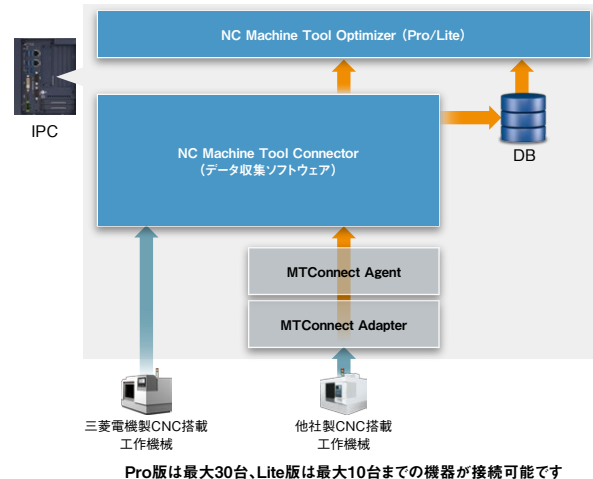 NC Machine Tool Optimizer（Pro/Lite）
IPC
NC Machine Tool Connector
（データ収集ソフトウェア）
DB
MTConnect Agent
MTConnect Adapter
三菱電機製CNC搭載
工作機械
他社製CNC搭載
工作機械
Pro版は最大30台、Lite版は最大10台までの機器が接続可能です